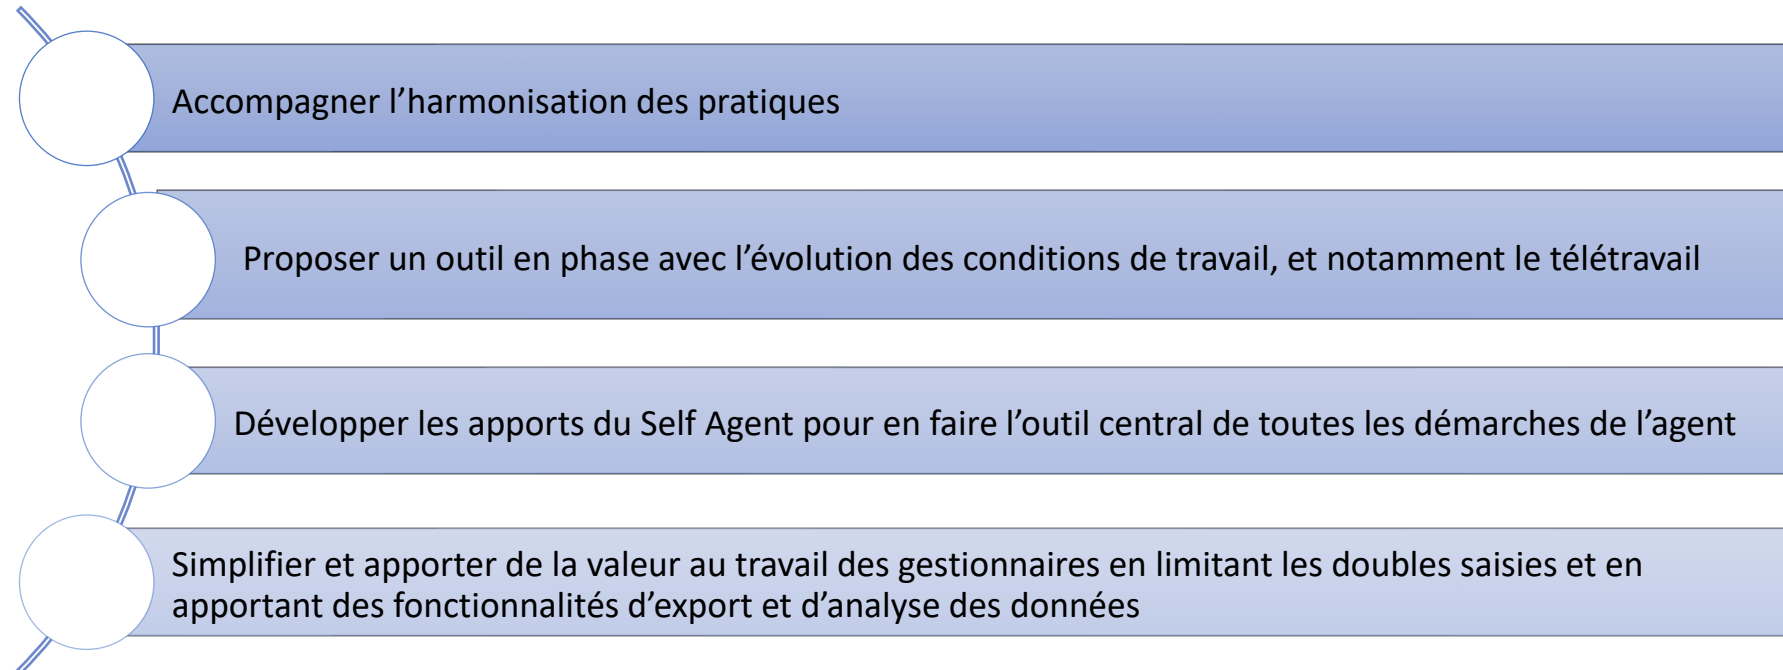 Accompagner l’harmonisation des pratiques
Proposer un outil en phase avec l’évolution des conditions de travail, et notamment le télétravail
Développer les apports du Self Agent pour en faire l’outil central de toutes les démarches de l’agent
Simplifier et apporter de la valeur au travail des gestionnaires en limitant les doubles saisies et en
apportant des fonctionnalités d’export et d’analyse des données